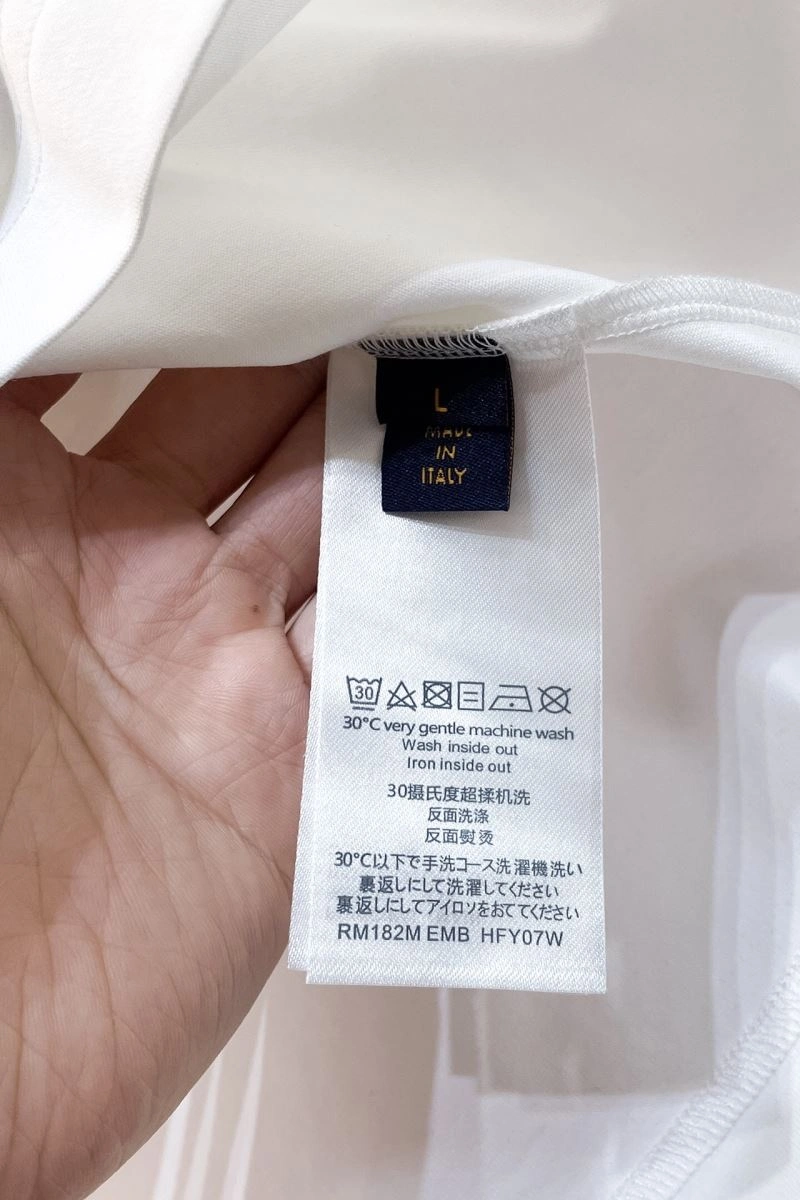 L
MADE
IN
ITALY
30
30°C very gentle machine wash
Wash inside out
Iron inside out
30摄氏度超揉机洗
反面洗涤
反面熨烫
30°C以下で手洗コース洗濯機洗い
裏返しにして洗濯してください
裏返しにしてアイロソをおててください
RM182M EMB HFY07W